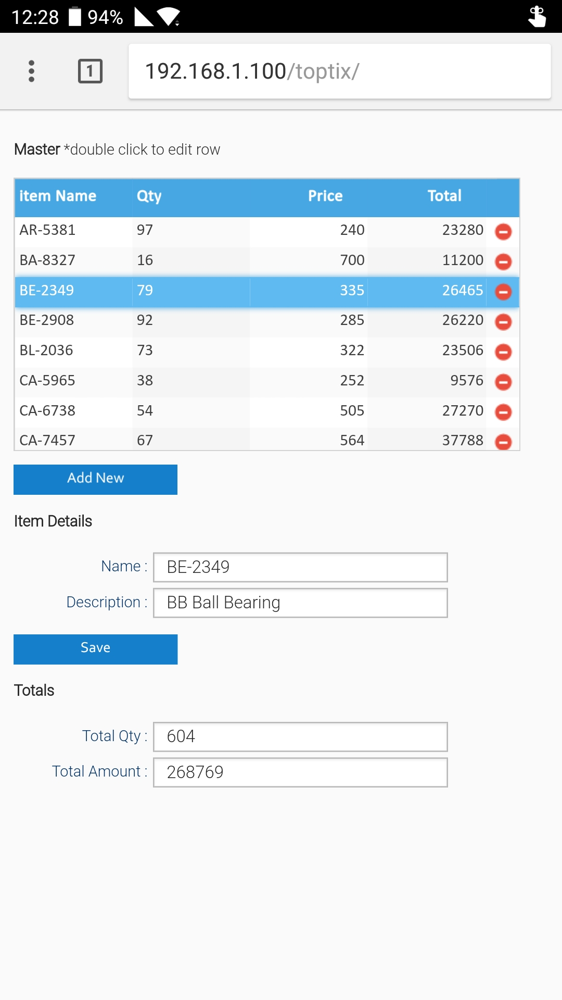 12:28 94%
1 192.168.1.100/toptix/
Master *double click to edit row
item Name Qty Price Total
AR-5381 97 240 23280
BA-8327 16 700 11200
BE-2349 79 335 26465
BE-2908 92 285 26220
BL-2036 73 322 23506
CA-5965 38 252 9576
CA-6738 54 505 27270
CA-7457 67 564 37788
Add New
Item Details
Name : BE-2349
Description : BB Ball Bearing
Save
Totals
Total Qty : 604
Total Amount : 268769